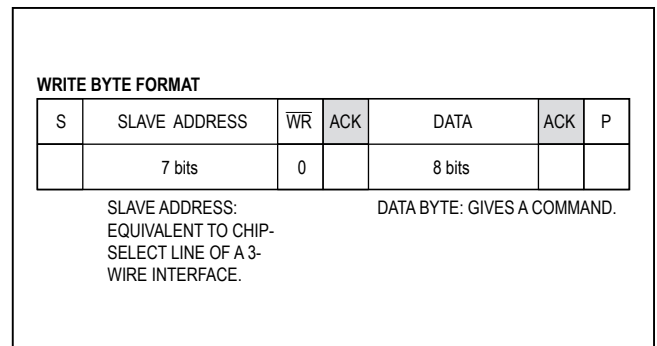 WRITE BYTE FORMAT
S SLAVE ADDRESS W̅R̅ ACK DATA ACK P
7 bits 0 8 bits
SLAVE ADDRESS: DATA BYTE: GIVES A COMMAND.
EQUIVALENT TO CHIP-
SELECT LINE OF A 3-
WIRE INTERFACE.